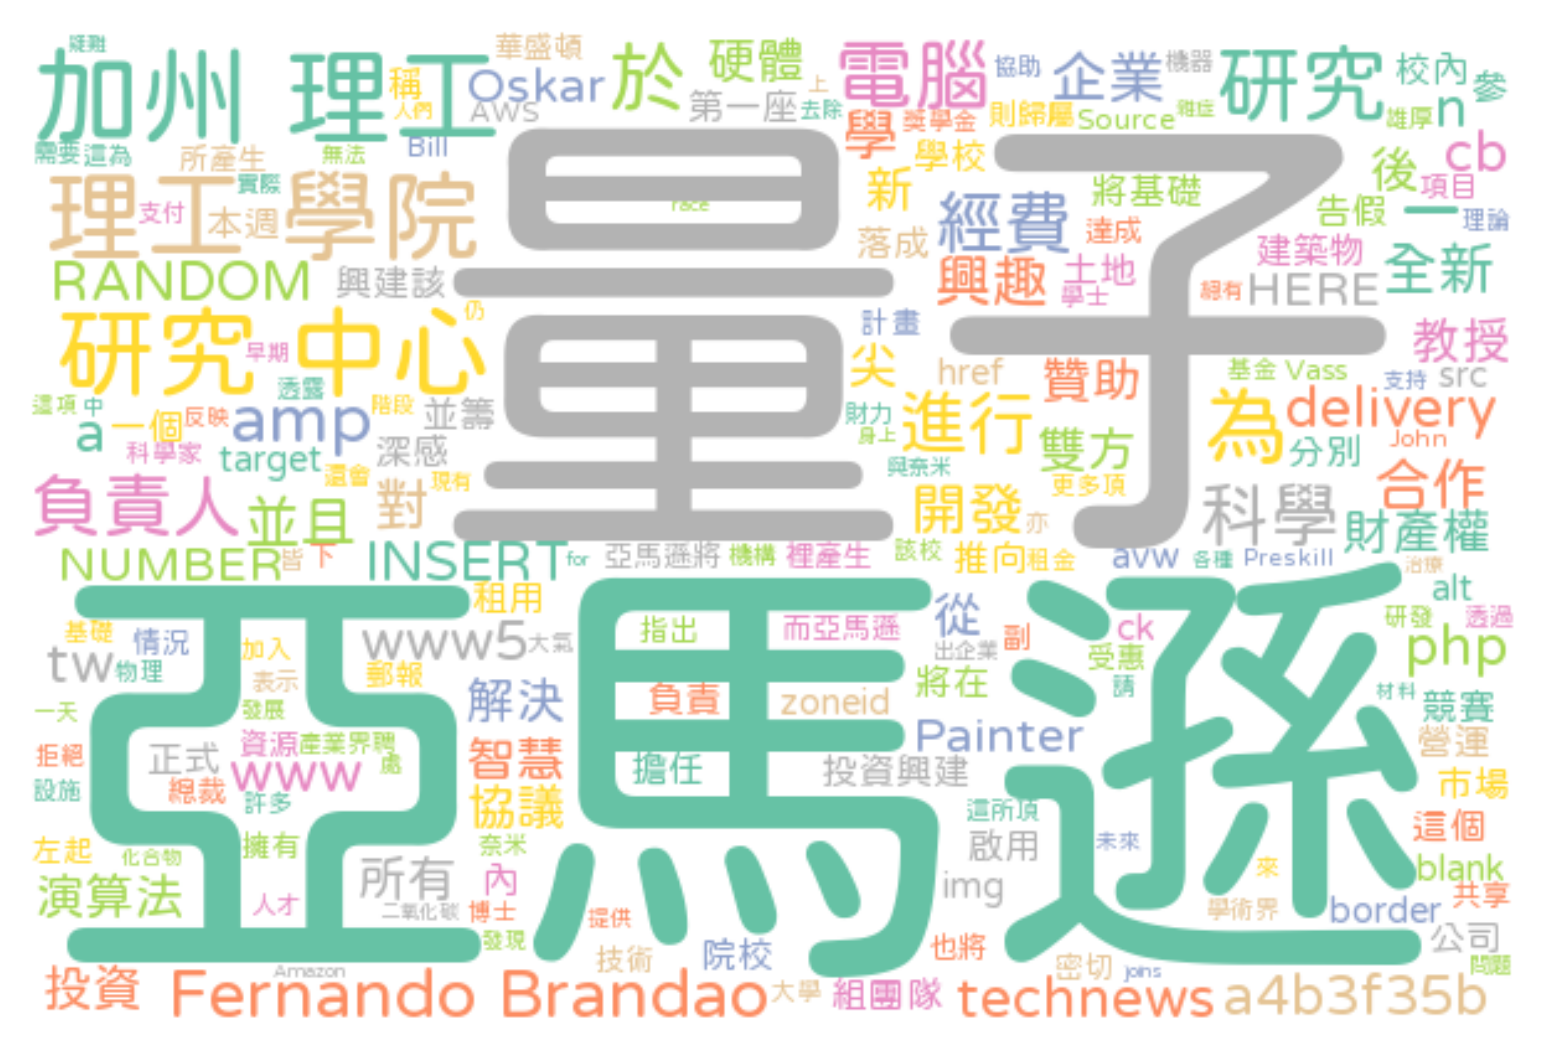 疑難
加州 理工
稱
人們
華盛頓
Oskar
AWS
於
硬體
第一座
上
去除
電腦
學
獎學金
協助
企業
機器
研究
校內
參
n
雄厚
則歸屬
Source
雜症
cb
需要
這為
所產生
無法
Bill
實際
理工學院
支付
本週
量子
race
學校
新
落成
經費
達成
將基礎
後
項目
告假
一
理論
建築物
全新
RANDOM
興建該
興趣
土地
學士
總有
HERE
研究中心
早期
仍
計畫
尖
href
贊助
基金
Vass
教授
支持
src
透露
這項
中
a
一個
反映
amp
階段
並籌
財力
身上
進行
雙方
為
delivery
John
分別
科學家
target
還會
深感
現有
與奈米
更多項
合作
負責人
並且
對
開發
亦
科學
財產權
NUMBER
皆
下
INSERT
for
亞馬遜將
機構
裡產生
該校
推向
租金
avw
各種
Preskill
治療
alt
亞馬遜
租用
從
研發
透過
基礎
情況
加入
www5
大氣
指出
而亞馬遜
出企業
副
ck
受惠
php
tw
物理
表示
郵報
請
將在
負責
zoneid
材料
一天
發展
解決
競賽
拒絕
正式
資源
產業界
聘
處
www
智慧
擔任
Painter
投資興建
營運
設施
總裁
許多
協議
市場
這所頂
左起
化合物
擁有
奈米
啟用
未來
這個
演算法
人才
所有
二氧化碳
內
博士
提供
img
來
blank
學術界
border
共享
發現
技術
院校
也將
密切
joins
公司
問題
投資
Amazon
Fernando Brandao
大學
組團隊
technews
a4b3f35b